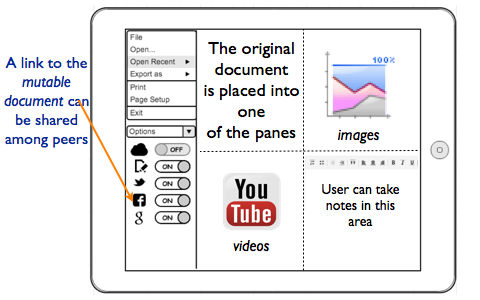 A link to the
mutable
document can
be shared
among peers
File
Open...
Open Recent
Export as
Print
Page Setup
Exit
Options
OFF
ON
ON
ON
ON
The original
document
is placed into
one
of the panes
100%
images
You
Tube
videos
B I U
User can take
notes in this
area